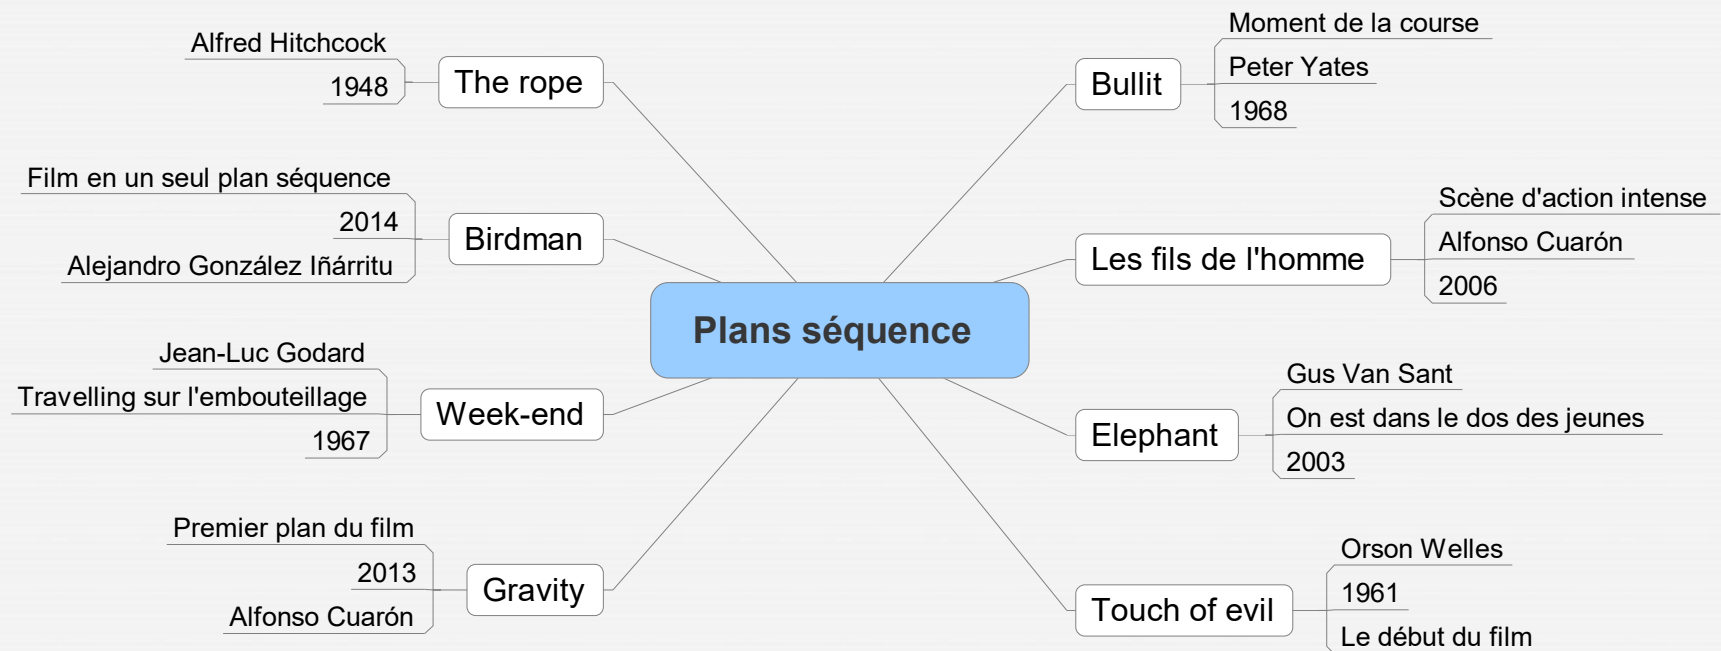 Plans séquence
The rope
Alfred Hitchcock
1948
Birdman
Film en un seul plan séquence
2014
Alejandro González Iñárritu
Week-end
Jean-Luc Godard
Travelling sur l'embouteillage
1967
Gravity
Premier plan du film
2013
Alfonso Cuarón
Bullit
Moment de la course
Peter Yates
1968
Les fils de l'homme
Scène d'action intense
Alfonso Cuarón
2006
Elephant
Gus Van Sant
On est dans le dos des jeunes
2003
Touch of evil
Orson Welles
1961
Le début du film